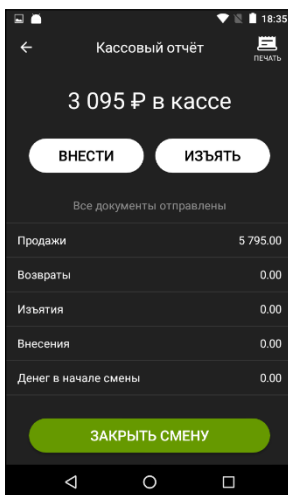 18:35
Кассовый отчёт
ПЕЧАТЬ
3 095 ₽ в кассе
ВНЕСТИ
ИЗЪЯТЬ
Все документы отправлены
Продажи 5 795.00
Возвраты 0.00
Изъятия 0.00
Внесения 0.00
Денег в начале смены 0.00
ЗАКРЫТЬ СМЕНУ